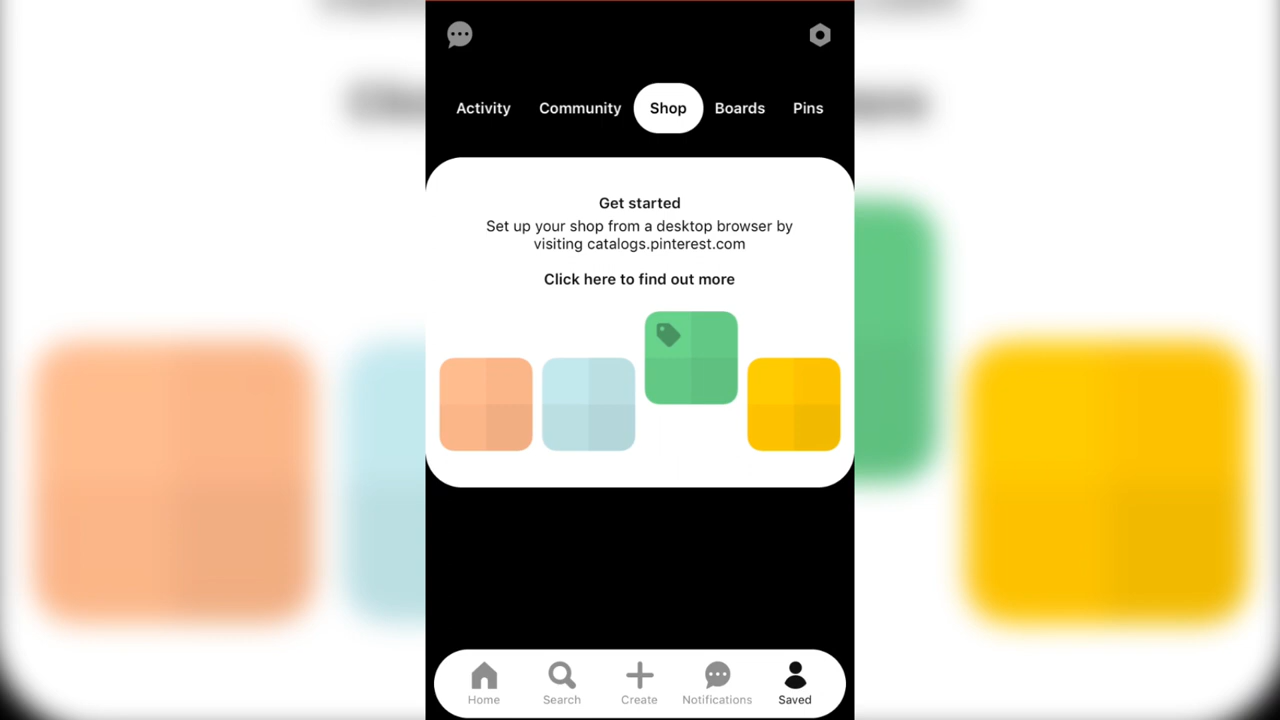 Activity Community Shop Boards Pins
Get started
Set up your shop from a desktop browser by
visiting catalogs.pinterest.com
Click here to find out more
Home Search Create Notifications Saved